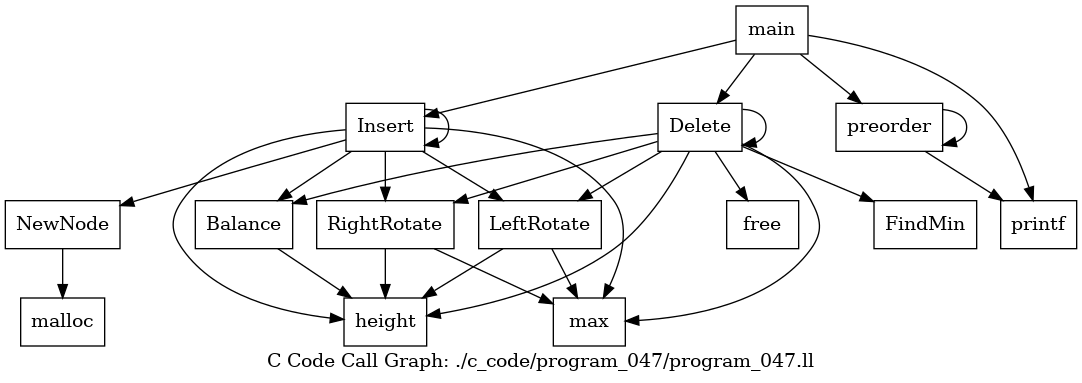 main
Insert
Delete
preorder
NewNode
Balance
RightRotate
LeftRotate
free
FindMin
printf
malloc
height
max
C Code Call Graph: ./c_code/program_047/program_047.ll